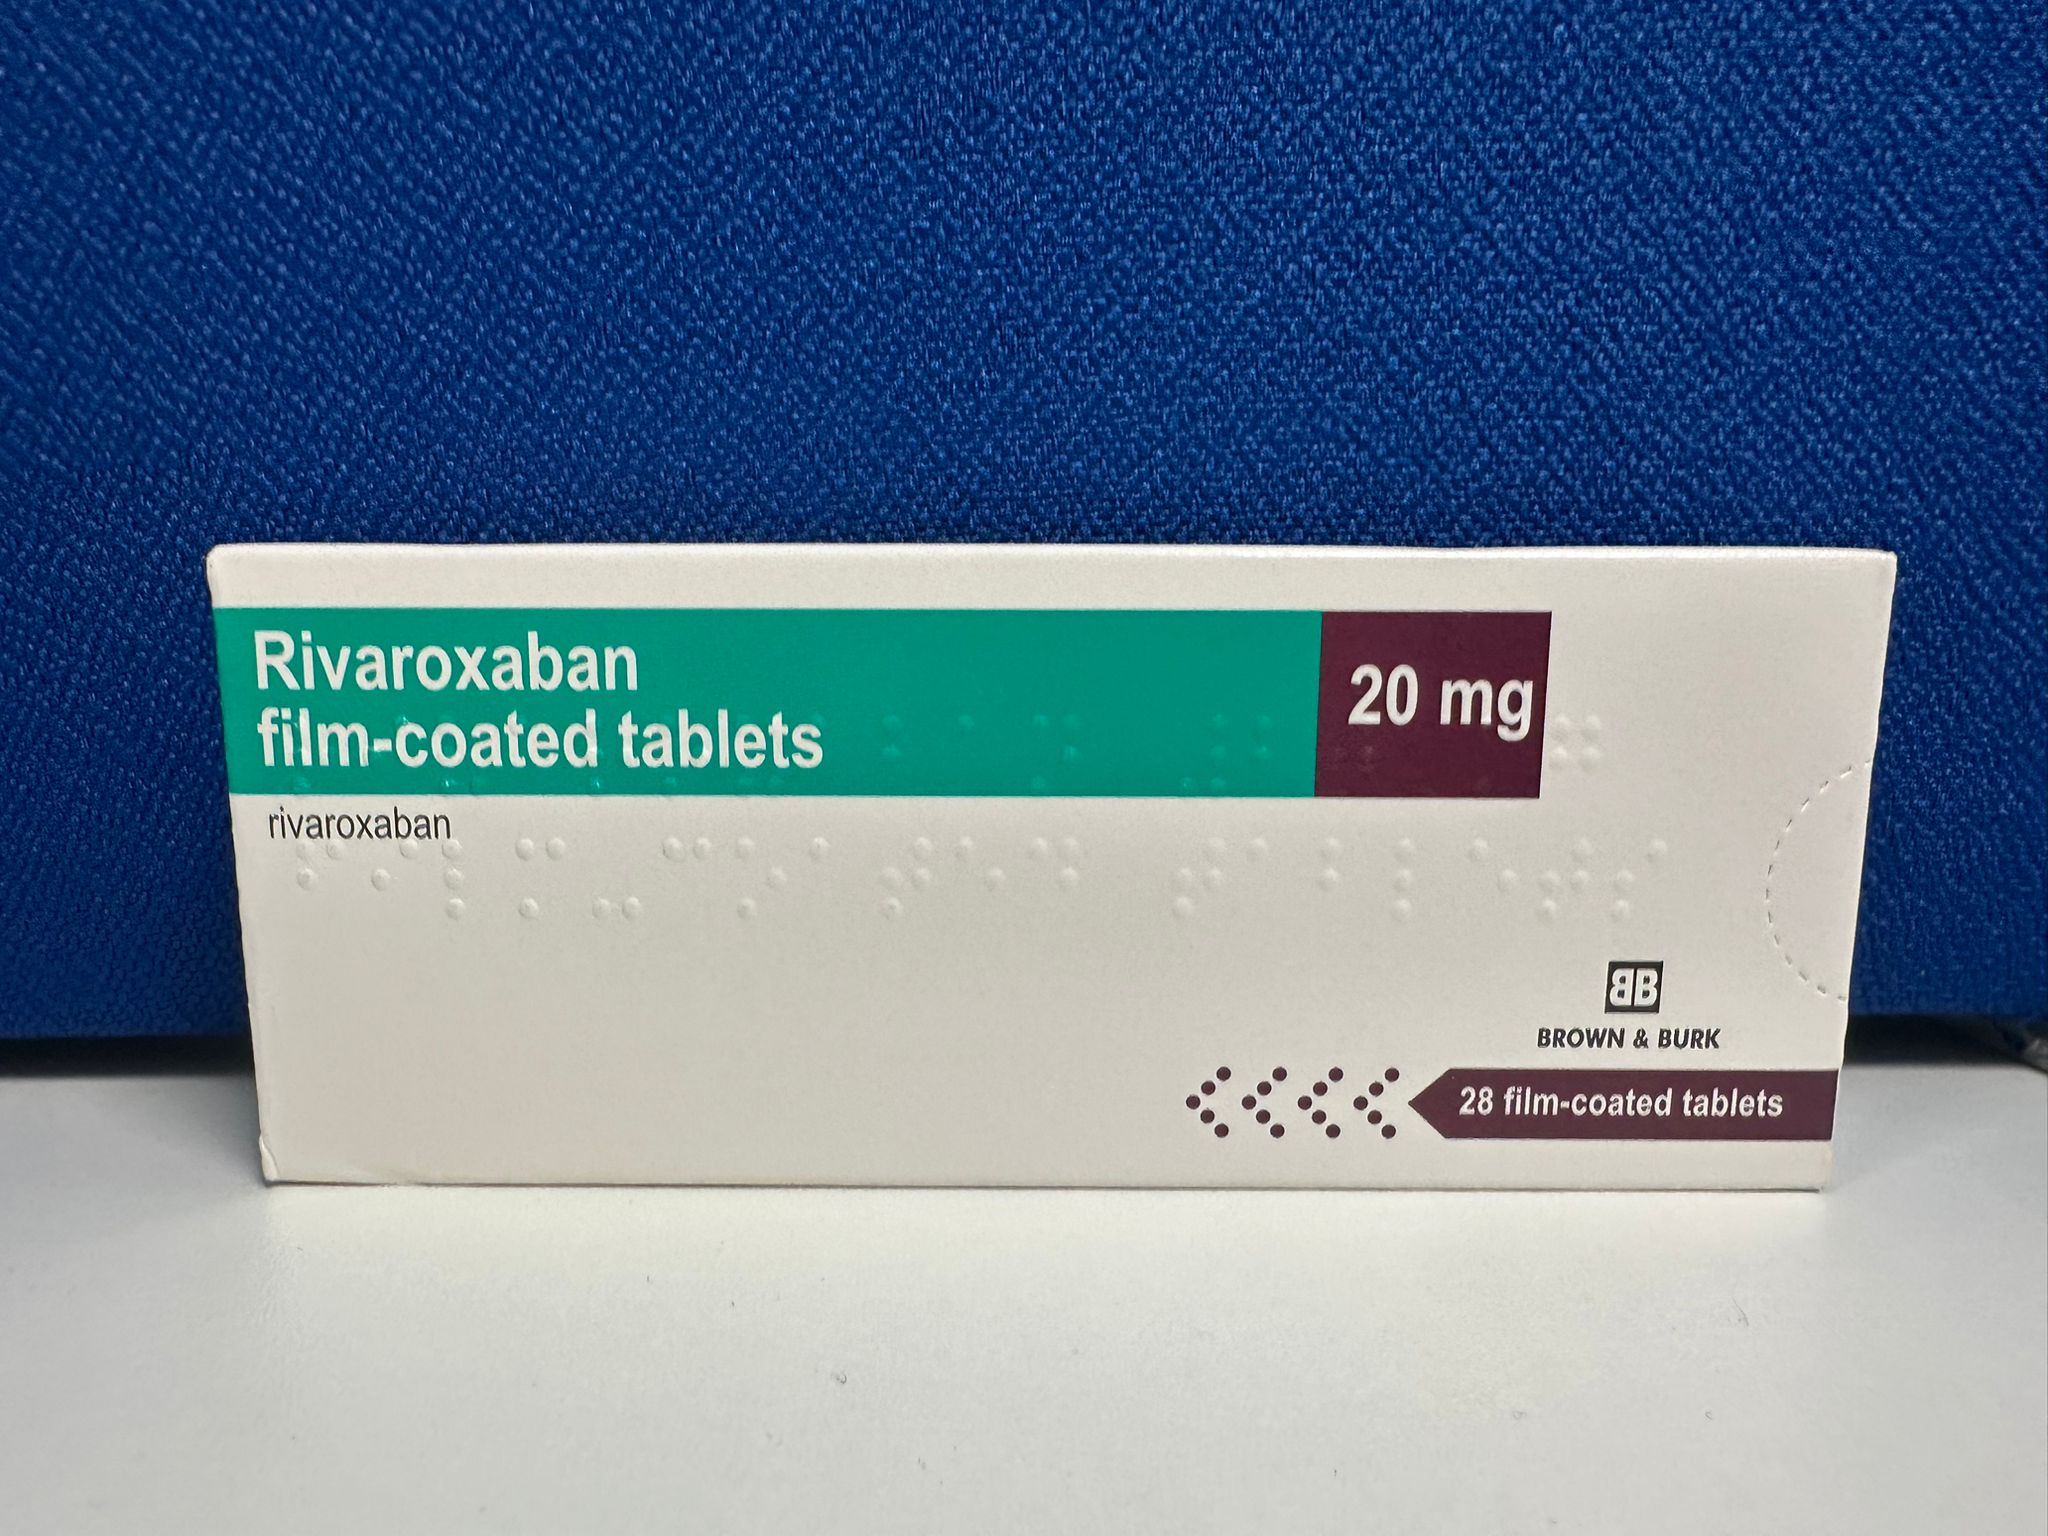 Rivaroxaban
film-coated tablets
20 mg
rivaroxaban
BB
BROWN & BURK
28 film-coated tablets